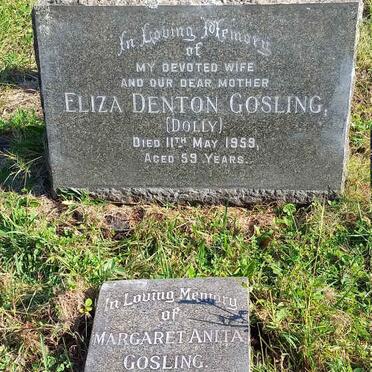 In Loving Memory
of
MY DEVOTED WIFE
AND OUR DEAR MOTHER
ELIZA DENTON GOSLING,
(DOLLY)
DIED 11TH MAY 1959,
AGED 59 YEARS.
In Loving Memory
of
MARGARET ANITA
GOSLING.